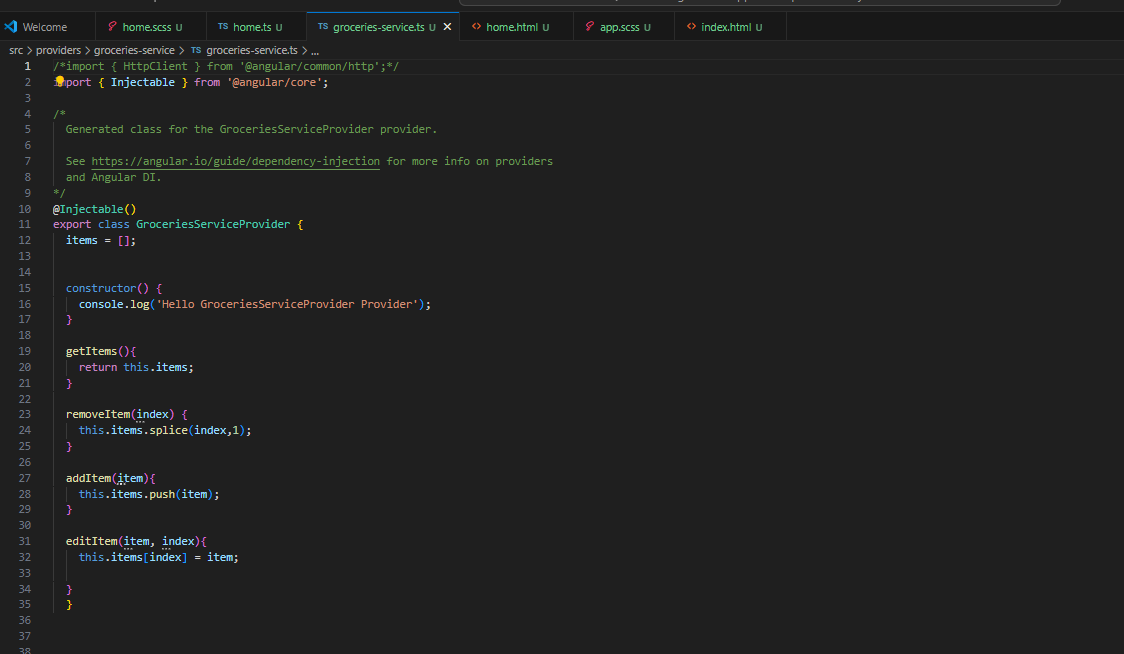 Welcome home.scss U TS home.ts U TS groceries-service.ts U × <> home.html U app.scss U <> index.html U
src > providers > groceries-service > TS groceries-service.ts > ...
1 /*import { HttpClient } from '@angular/common/http';*/
2 import { Injectable } from '@angular/core';
3
4 /*
5 Generated class for the GroceriesServiceProvider provider.
6
7 See https://angular.io/guide/dependency-injection for more info on providers
8 and Angular DI.
9 */
10 @Injectable()
11 export class GroceriesServiceProvider {
12 items = [];
13
14
15 constructor() {
16 console.log('Hello GroceriesServiceProvider Provider');
17 }
18
19 getItems(){
20 return this.items;
21 }
22
23 removeItem(index) {
24 this.items.splice(index,1);
25 }
26
27 addItem(item){
28 this.items.push(item);
29 }
30
31 editItem(item, index){
32 this.items[index] = item;
33
34 }
35 }
36
37
38